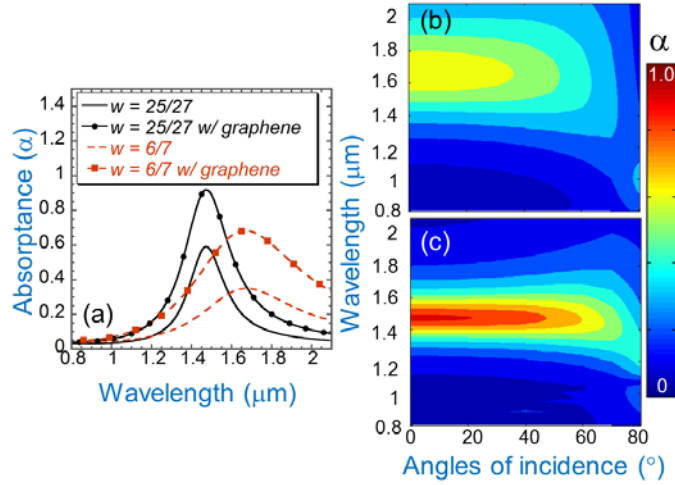 w = 25/27
w = 25/27 w/ graphene
w = 6/7
w = 6/7 w/ graphene
Absorptance (α)
1.4
1.2
1
0.8
0.6
0.4
0.2
0
(a)
0.8 1.0 1.2 1.4 1.6 1.8 2
Wavelength (μm)
(b)
2
1.8
1.6
1.4
1.2
1
0.8
Wavelength (μm)
(c)
2
1.8
1.6
1.4
1.2
1
0.8
0 20 40 60 80
Angles of incidence (°)
α
1.0
0